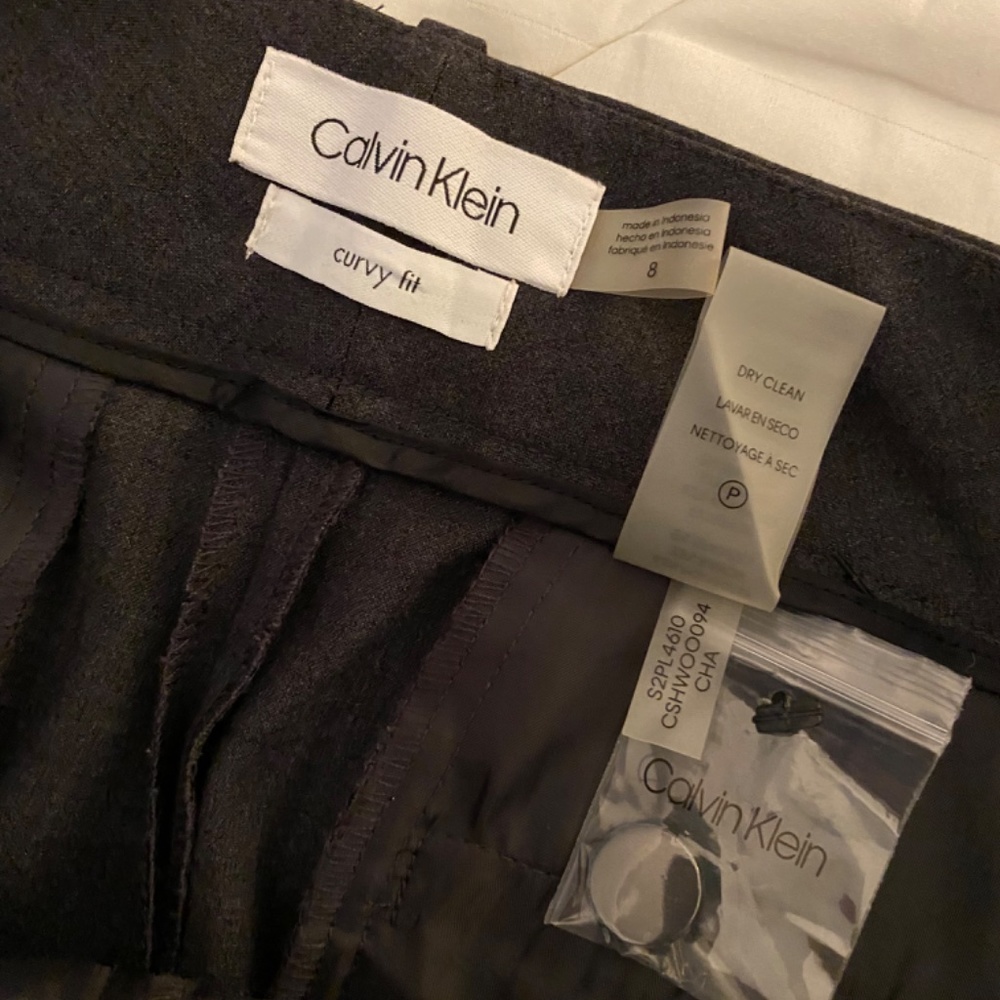 Calvin Klein
curvy fit
made in Indonesia
hecho en Indonesia
fabriqué en Indonesie
8
DRY CLEAN
LAVAR EN SECO
NETTOYAGE À SEC
P
S2PL4610
CSHWO0094
CHA
Calvin Klein